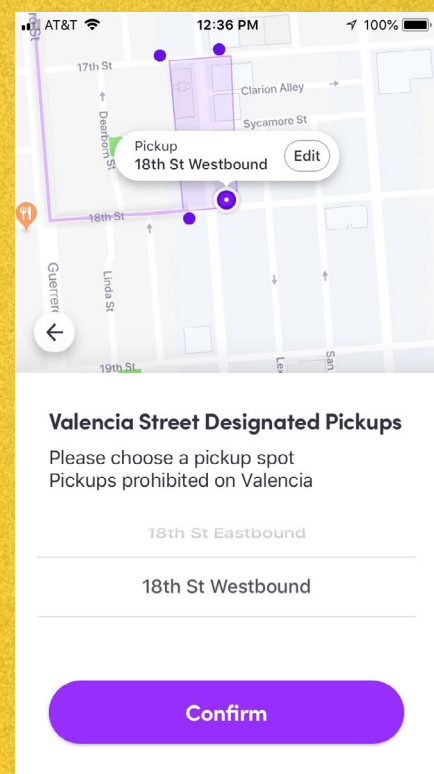 AT&T 12:36 PM 100%
17th St
Clarion Alley
Dearborn St
Sycamore St
Pickup
18th St Westbound
Edit
18th St
Guerrero
Linda St
19th St
Lex
San
Valencia Street Designated Pickups
Please choose a pickup spot
Pickups prohibited on Valencia
18th St Eastbound
18th St Westbound
Confirm